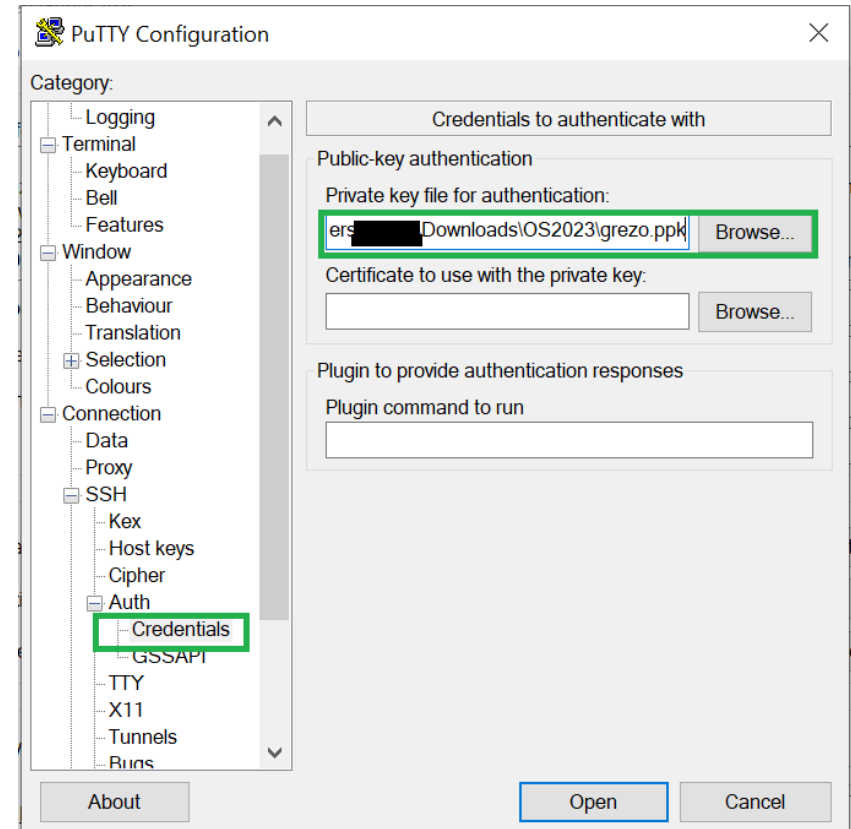 PuTTY Configuration
Category:
Logging
Terminal
Keyboard
Bell
Features
Window
Appearance
Behaviour
Translation
Selection
Colours
Connection
Data
Proxy
SSH
Kex
Host keys
Cipher
Auth
Credentials
GSSAPI
TTY
X11
Tunnels
Bugs
Credentials to authenticate with
Public-key authentication
Private key file for authentication:
ers Downloads\OS2023\grezo.ppk Browse...
Certificate to use with the private key:
Browse...
Plugin to provide authentication responses
Plugin command to run
About Open Cancel